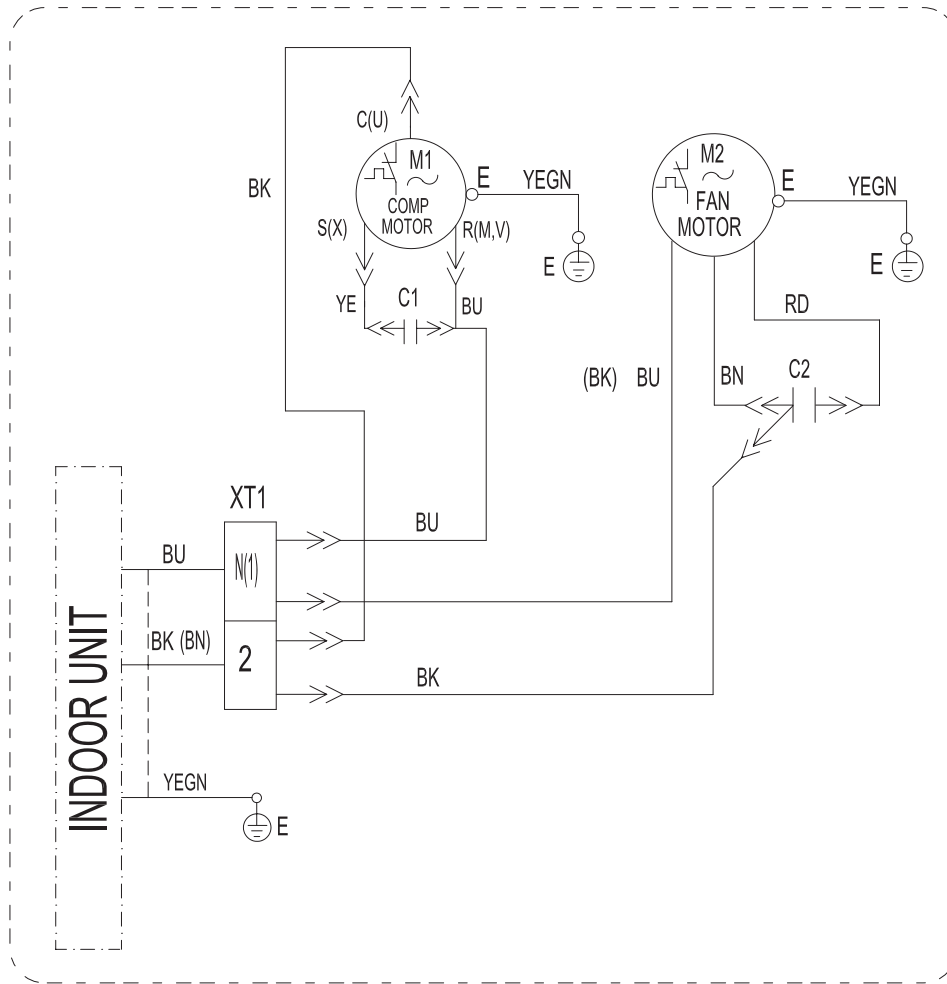 C(U)
M1
COMP
MOTOR
E
YEGN
BK
S(X)
R(M,V)
E
YE
C1
BU
M2
FAN
MOTOR
E
YEGN
E
RD
(BK) BU
BN
C2
XT1
BU
N(1)
BU
BK (BN)
2
BK
INDOOR UNIT
YEGN
E